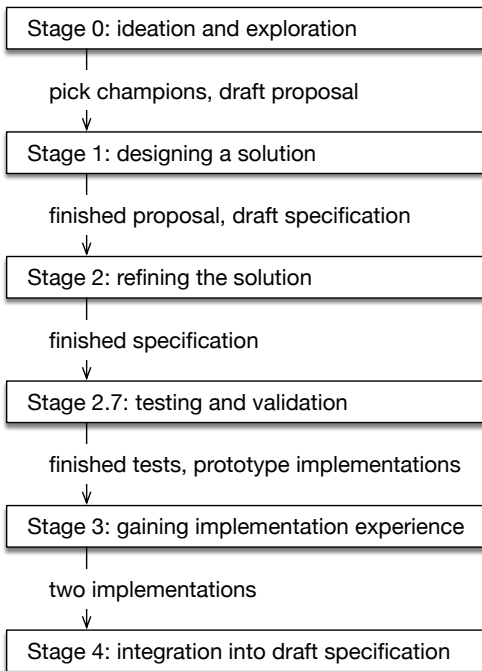 Stage 0: ideation and exploration
pick champions, draft proposal
Stage 1: designing a solution
finished proposal, draft specification
Stage 2: refining the solution
finished specification
Stage 2.7: testing and validation
finished tests, prototype implementations
Stage 3: gaining implementation experience
two implementations
Stage 4: integration into draft specification